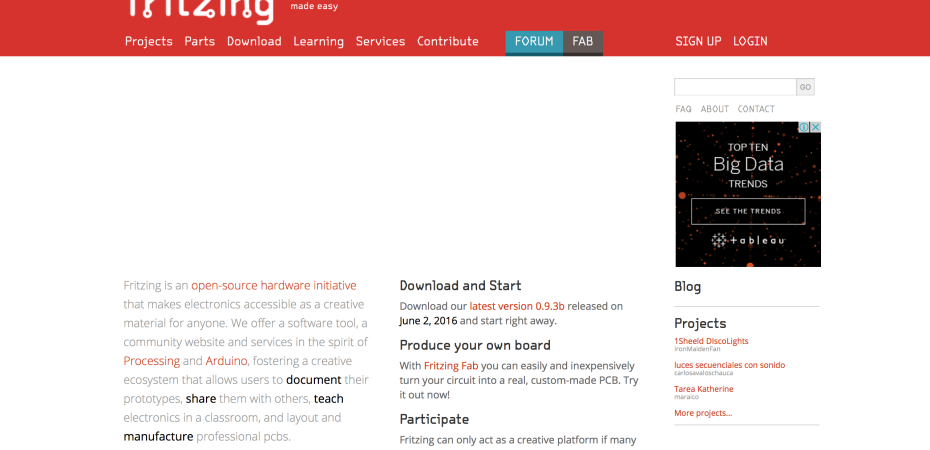 fritzing
made easy
Projects Parts Download Learning Services Contribute FORUM FAB SIGN UP LOGIN
GO
FAQ ABOUT CONTACT
TOP TEN
Big Data
TRENDS
SEE THE TRENDS
+ a b l e a u
Fritzing is an open-source hardware initiative
that makes electronics accessible as a creative
material for anyone. We offer a software tool, a
community website and services in the spirit of
Processing and Arduino, fostering a creative
ecosystem that allows users to document their
prototypes, share them with others, teach
electronics in a classroom, and layout and
manufacture professional pcbs.
Download and Start
Download our latest version 0.9.3b released on
June 2, 2016 and start right away.
Produce your own board
With Fritzing Fab you can easily and inexpensively
turn your circuit into a real, custom-made PCB. Try
it out now!
Participate
Fritzing can only act as a creative platform if many
Blog
Projects
1Sheeld DIscoLights
IronMaidenFan
luces secuenciales con sonido
carlosavaloschauca
Tarea Katherine
maraico
More projects...